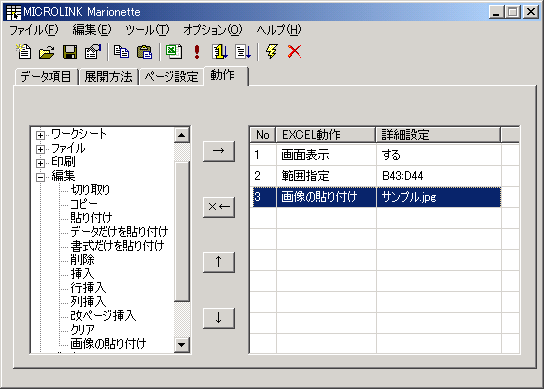 MICROLINK Marionette
ファイル(F) 編集(E) ツール(T) オプション(O) ヘルプ(H)
データ項目 展開方法 ページ設定 動作
ワークシート
ファイル
印刷
編集
切り取り
コピー
貼り付け
データだけを貼り付け
書式だけを貼り付け
削除
挿入
行挿入
列挿入
改ページ挿入
クリア
画像の貼り付け
→
×←
↑
↓
No EXCEL動作 詳細設定
1 画面表示 する
2 範囲指定 B43:D44
3 画像の貼り付け サンプル.jpg